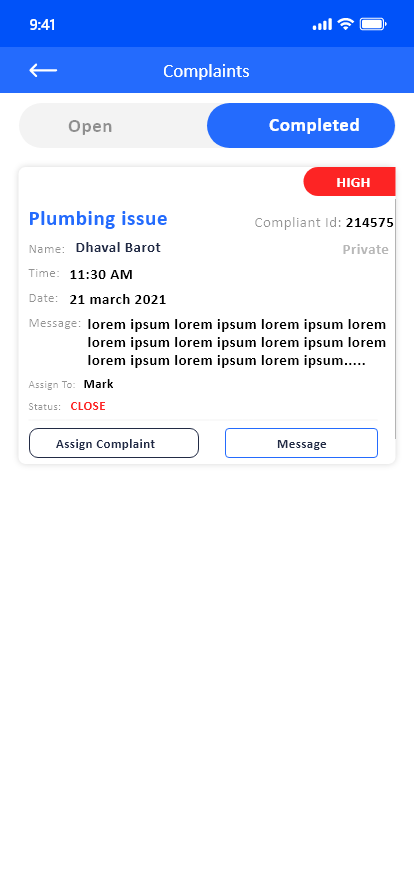 9:41
Complaints
Open Completed
HIGH
Plumbing issue
Compliant Id: 214575
Name: Dhaval Barot
Private
Time: 11:30 AM
Date: 21 march 2021
Message: lorem ipsum lorem ipsum lorem ipsum lorem
lorem ipsum lorem ipsum lorem ipsum lorem
lorem ipsum lorem ipsum lorem ipsum.....
Assign To: Mark
Status: CLOSE
Assign Complaint Message